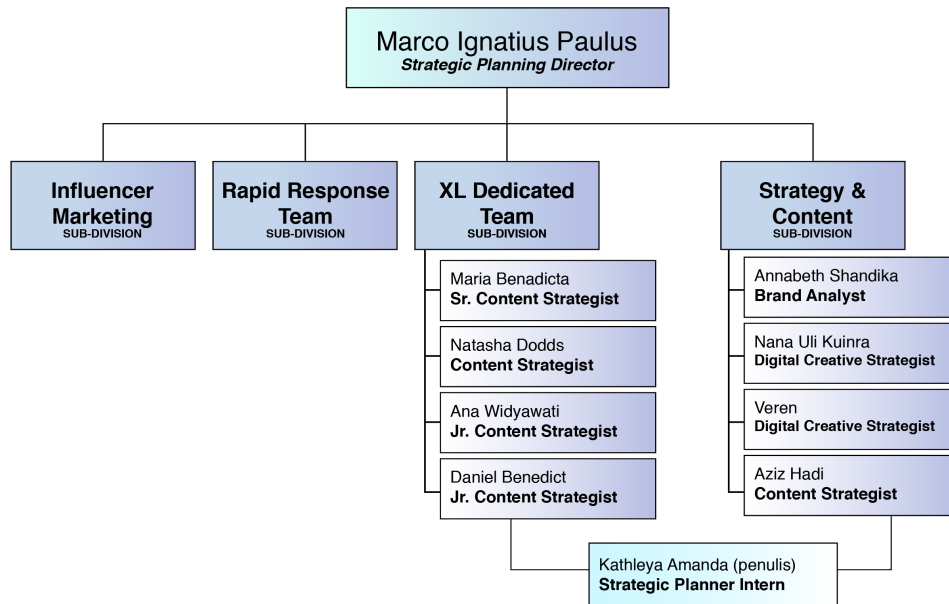 Marco Ignatius Paulus
Strategic Planning Director
Influencer
Marketing
SUB-DIVISION
Rapid Response
Team
SUB-DIVISION
XL Dedicated
Team
SUB-DIVISION
Strategy &
Content
SUB-DIVISION
Maria Benadicta
Sr. Content Strategist
Natasha Dodds
Content Strategist
Ana Widyawati
Jr. Content Strategist
Daniel Benedict
Jr. Content Strategist
Annabeth Shandika
Brand Analyst
Nana Uli Kuinra
Digital Creative Strategist
Veren
Digital Creative Strategist
Aziz Hadi
Content Strategist
Kathleya Amanda (penulis)
Strategic Planner Intern